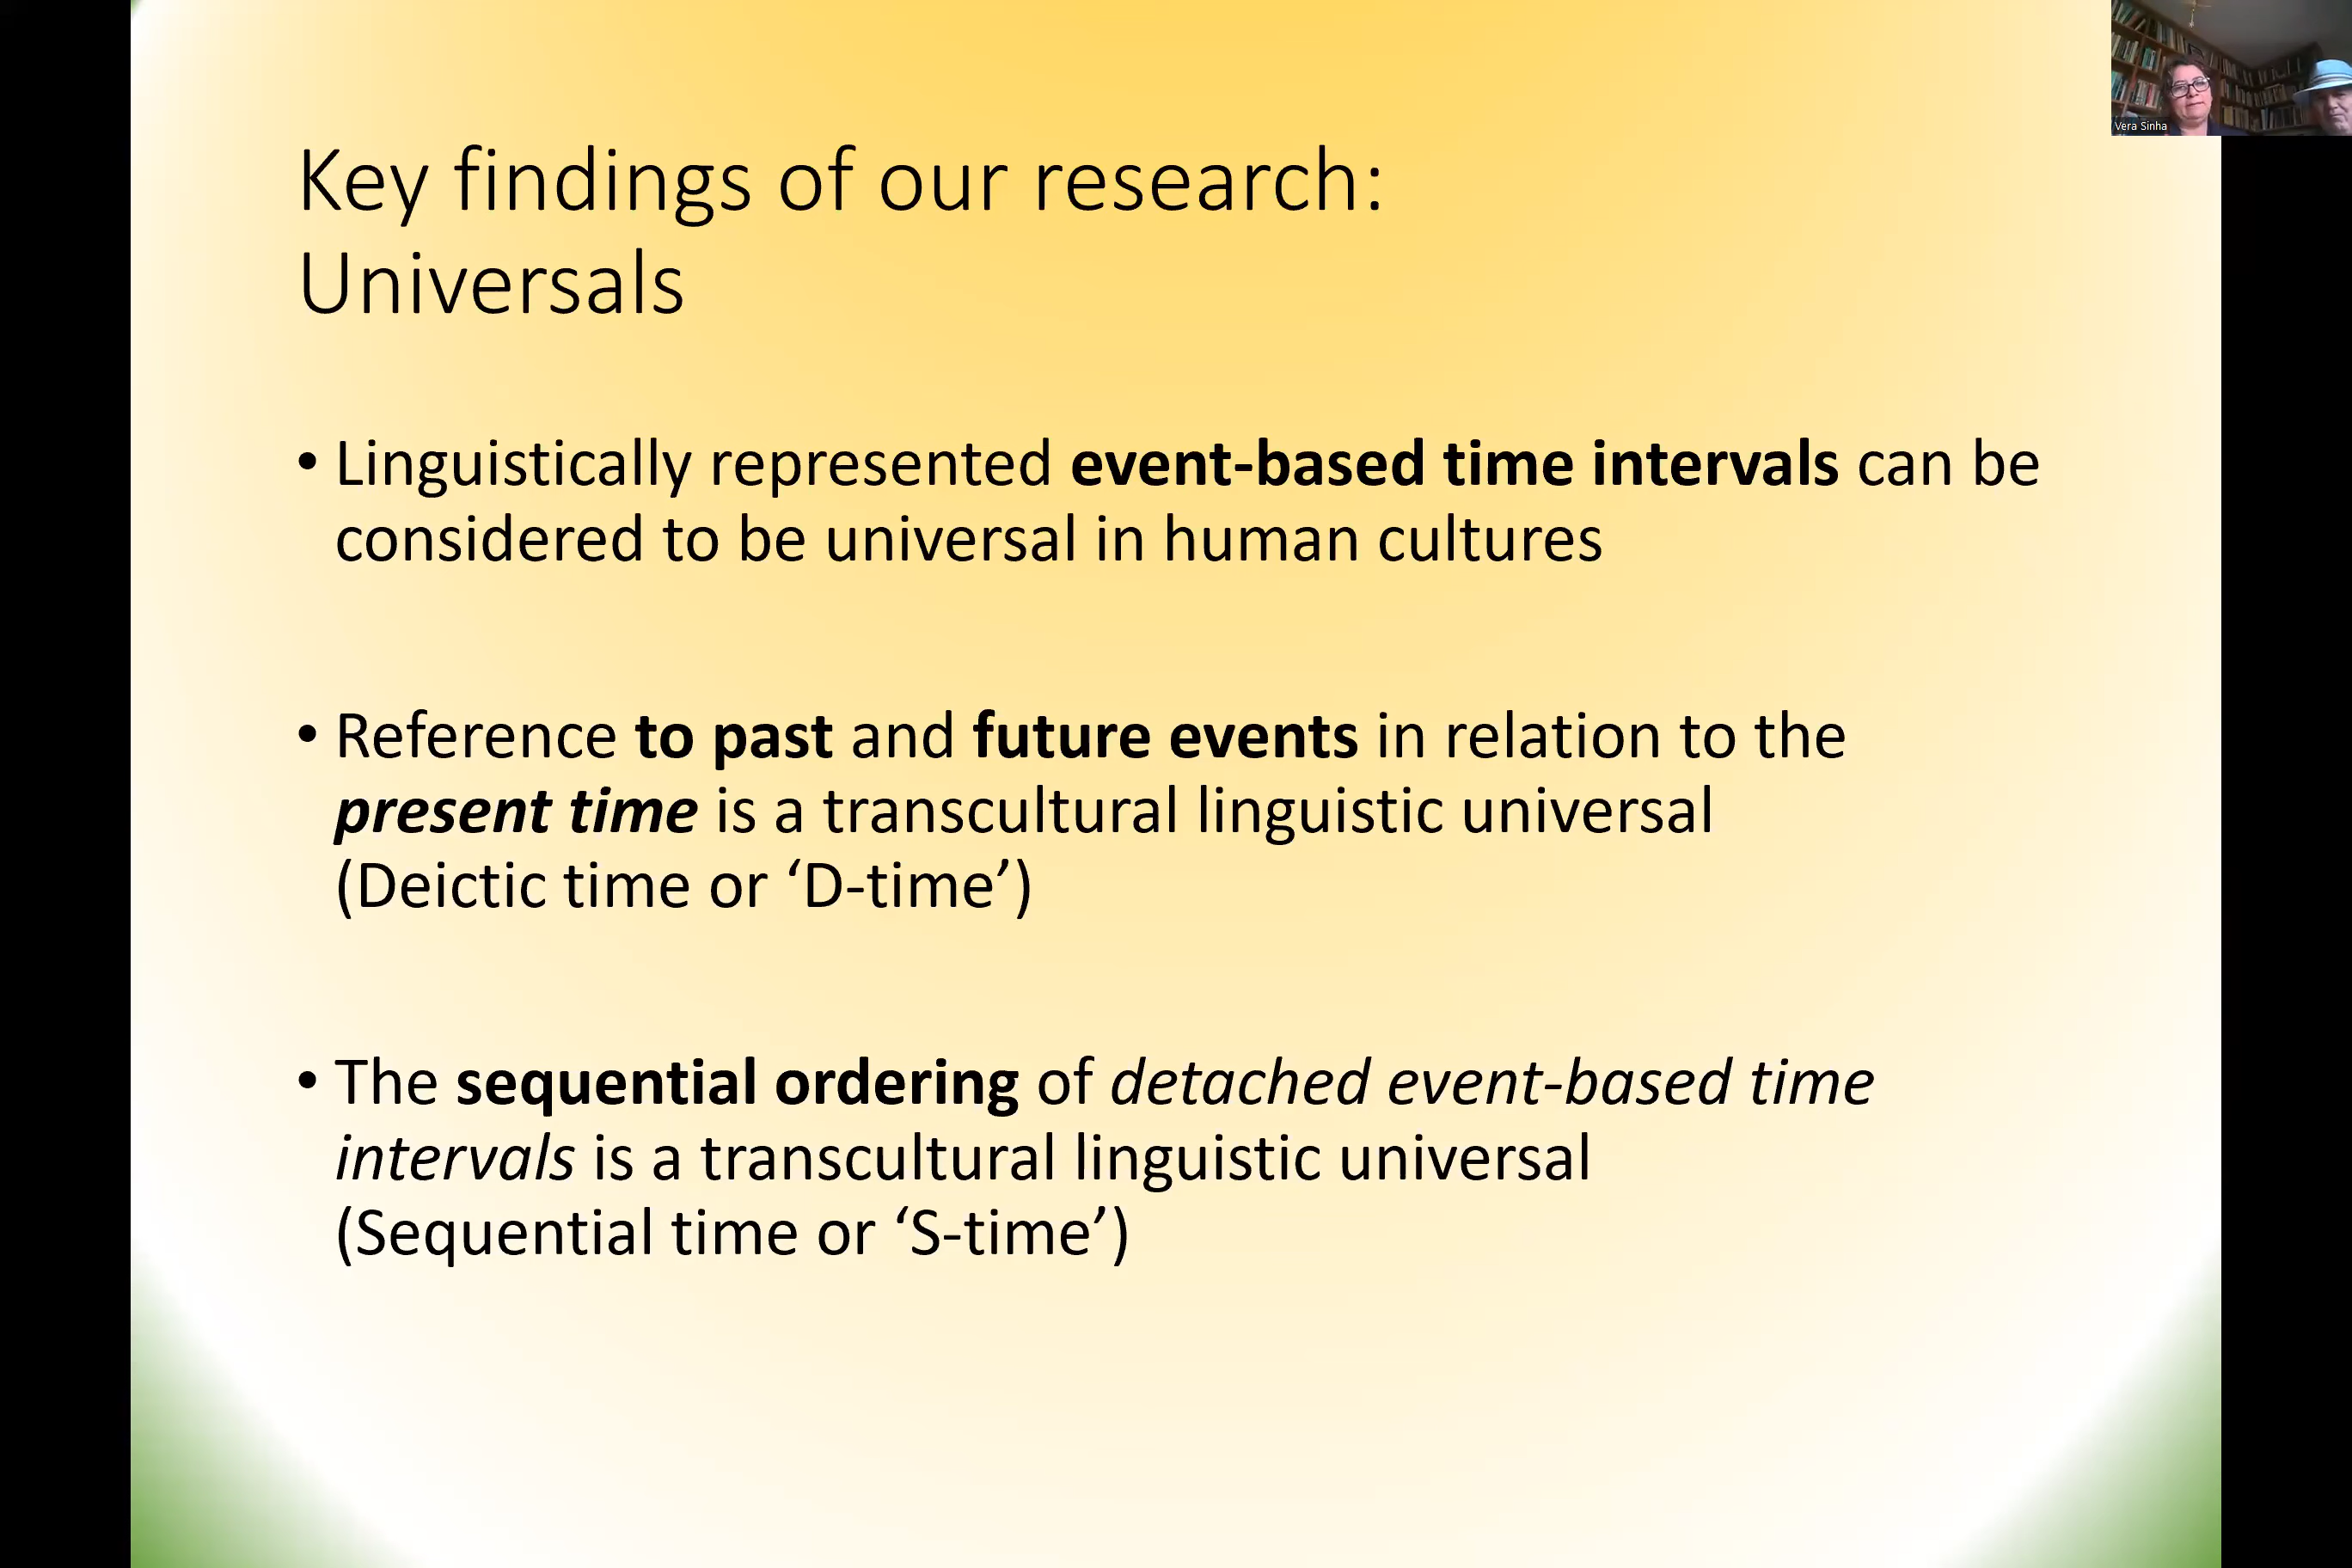 Vera Sinha
Key findings of our research:
Universals
• Linguistically represented event-based time intervals can be
considered to be universal in human cultures
• Reference to past and future events in relation to the
present time is a transcultural linguistic universal
(Deictic time or ‘D-time’)
• The sequential ordering of detached event-based time
intervals is a transcultural linguistic universal
(Sequential time or ‘S-time’)